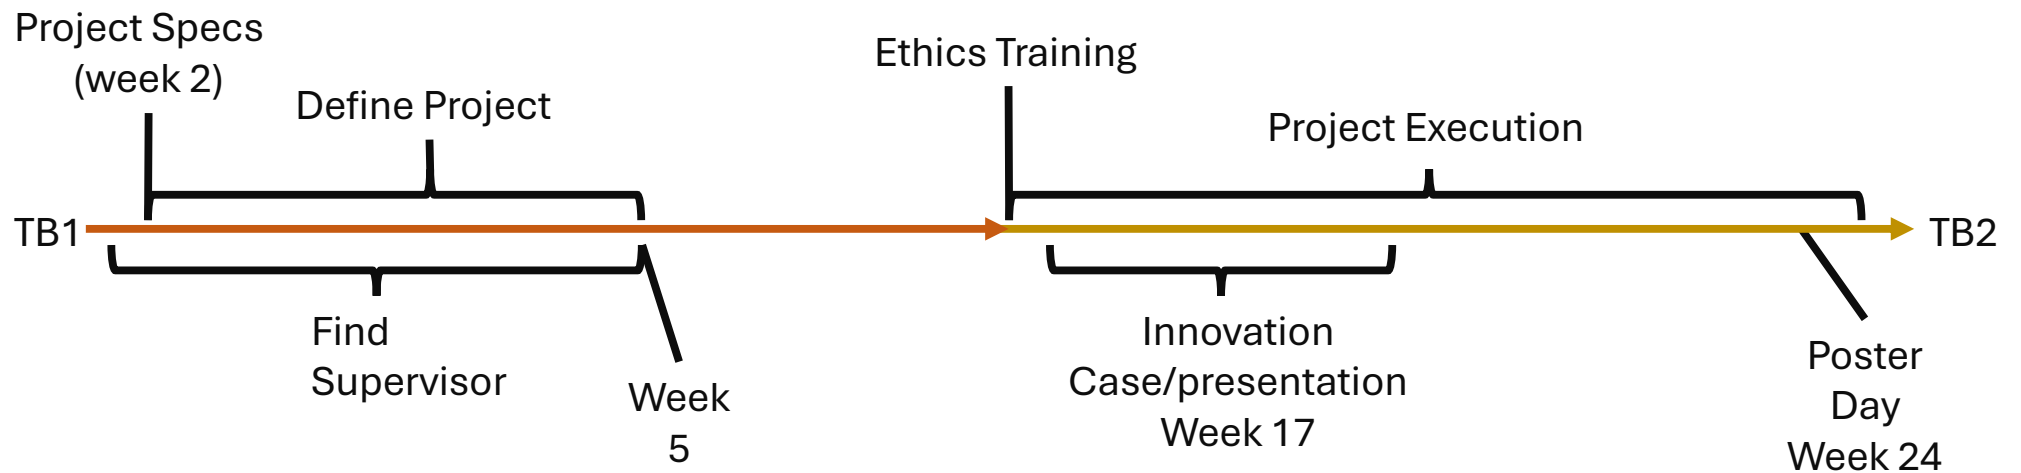 Project Specs
(week 2)
Define Project
Ethics Training
Project Execution
TB1
TB2
Find
Supervisor
Week
5
Innovation
Case/presentation
Week 17
Poster
Day
Week 24